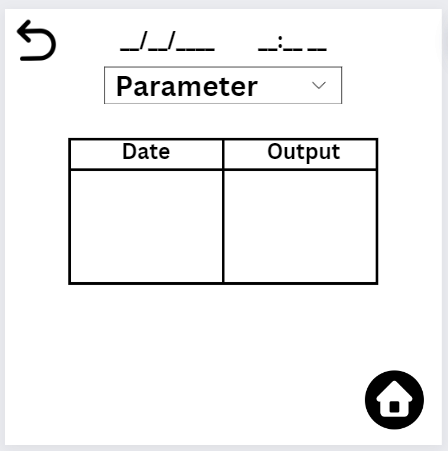 __/__/____ __:__ __
Parameter
Date Output